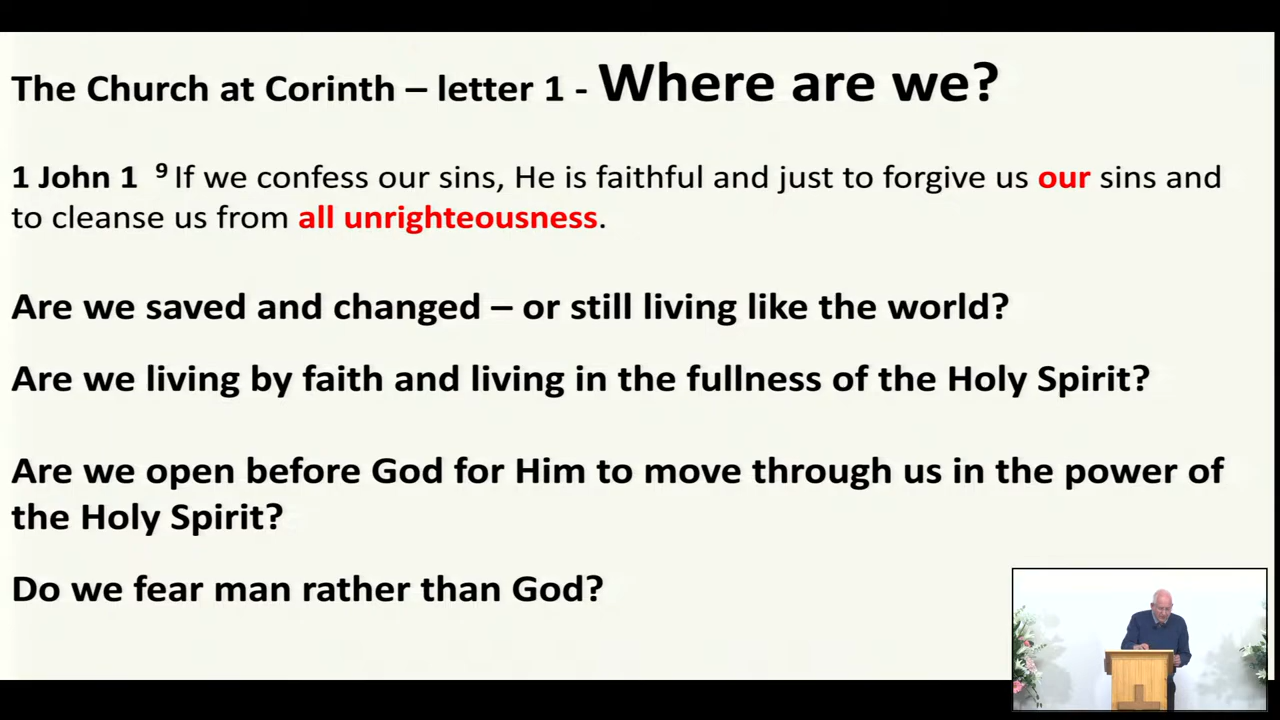 The Church at Corinth – letter 1 - Where are we?
1 John 1 ⁹ If we confess our sins, He is faithful and just to forgive us our sins and
to cleanse us from all unrighteousness.
Are we saved and changed – or still living like the world?
Are we living by faith and living in the fullness of the Holy Spirit?
Are we open before God for Him to move through us in the power of
the Holy Spirit?
Do we fear man rather than God?